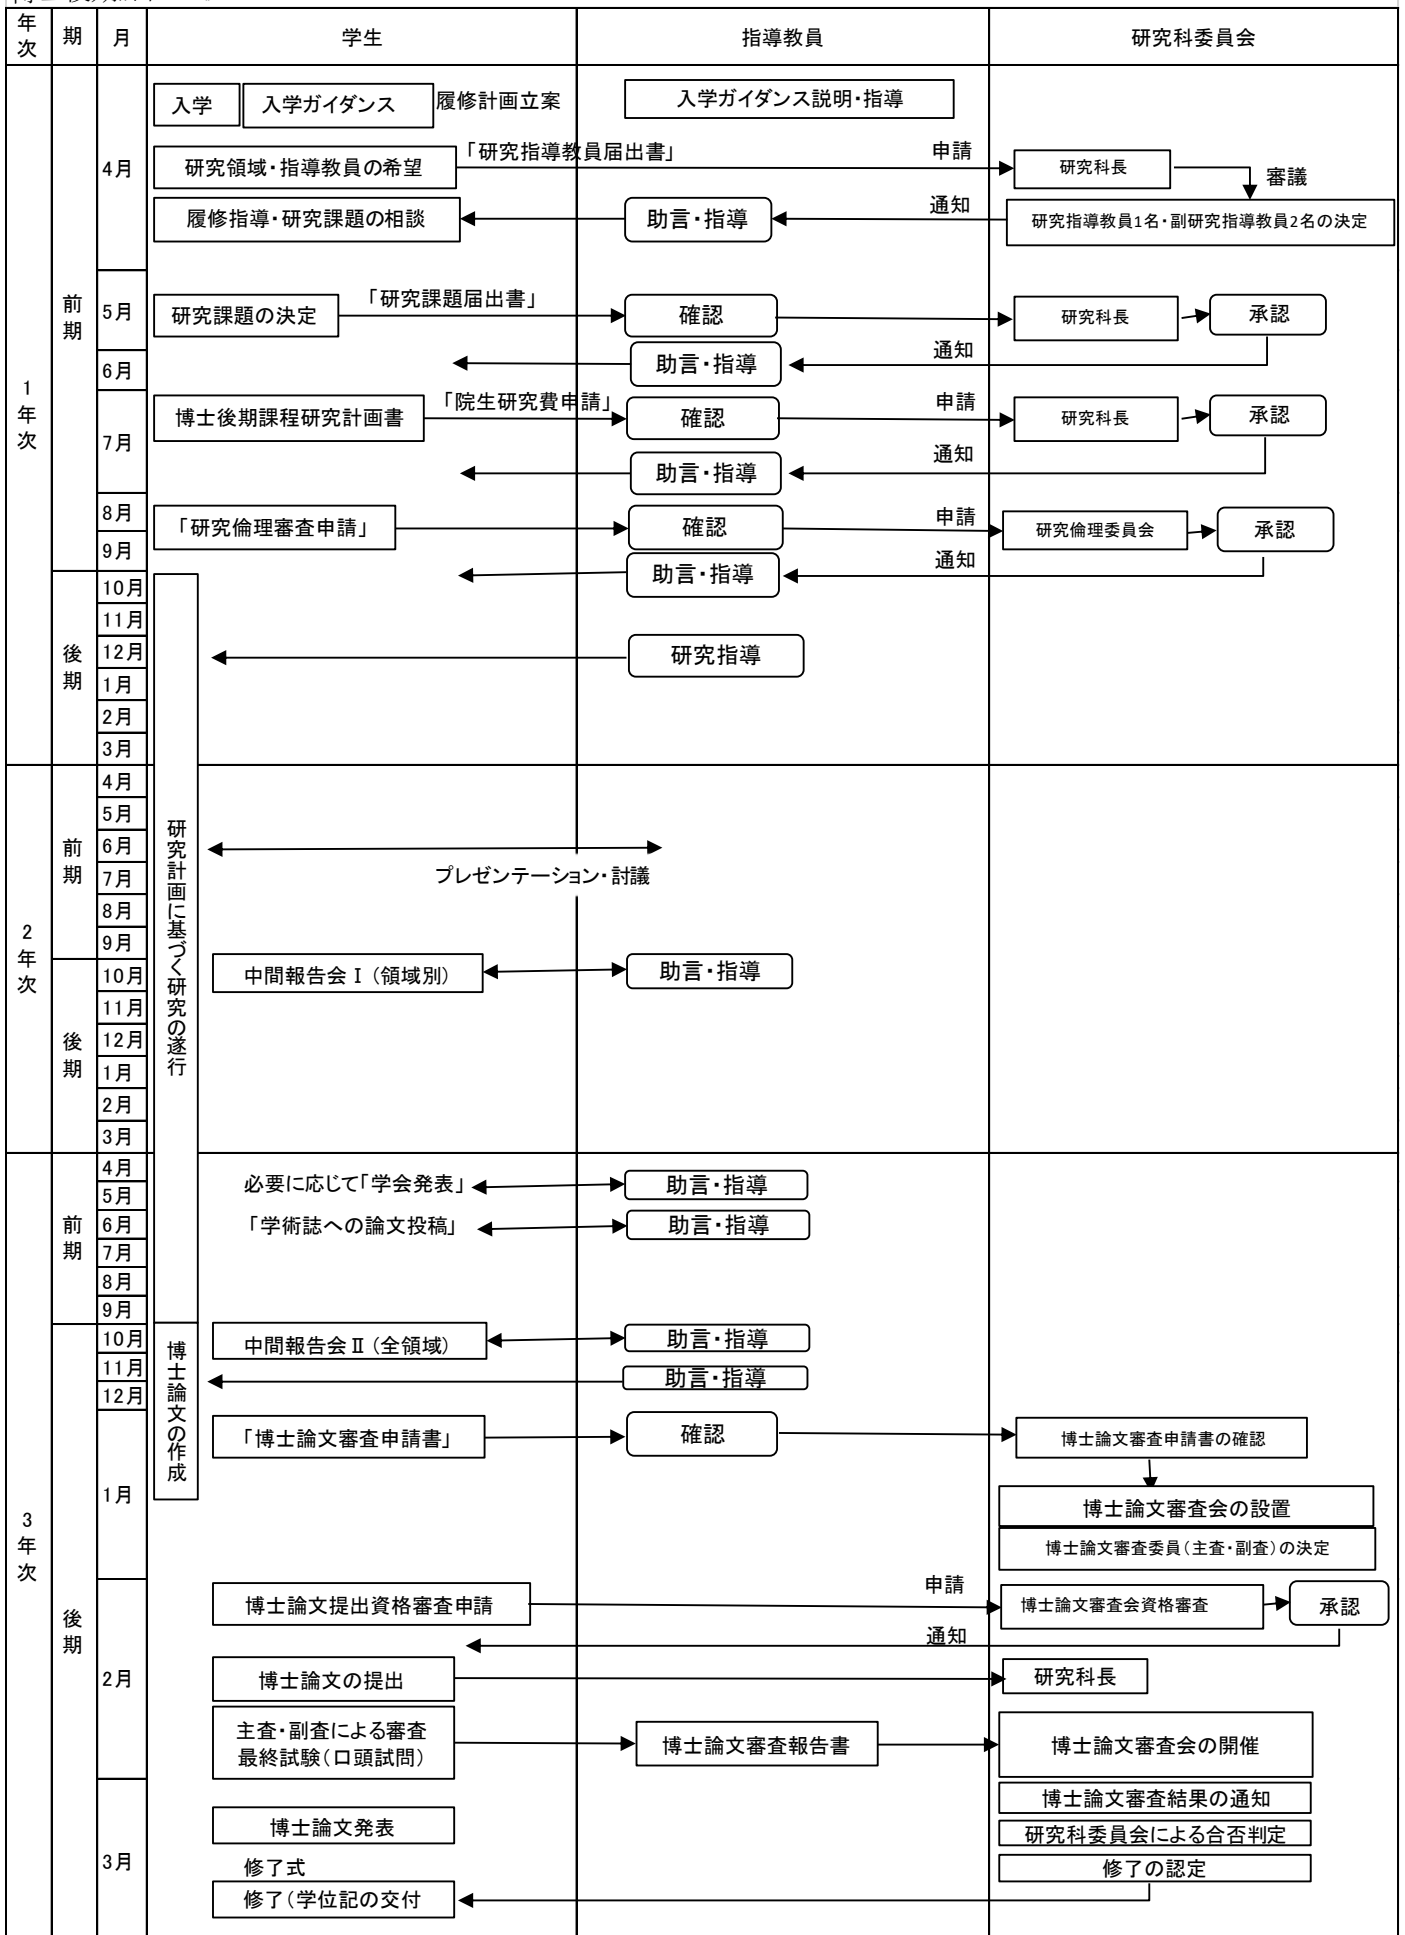 年次 期 月 学生 指導教員 研究科委員会
1年次
前期
4月
入学 入学ガイダンス 履修計画立案 入学ガイダンス説明・指導
研究領域・指導教員の希望 「研究指導教員届出書」 申請 研究科長 審議
履修指導・研究課題の相談 助言・指導 通知 研究指導教員1名・副研究指導教員2名の決定
5月
研究課題の決定 「研究課題届出書」 確認 研究科長 承認
6月
助言・指導 通知
7月
博士後期課程研究計画書 「院生研究費申請」 確認 申請 研究科長 承認
助言・指導 通知
8月
「研究倫理審査申請」 確認 申請 研究倫理委員会 承認
9月
助言・指導 通知
後期
10月
11月
12月
研究指導
1月
2月
3月
研究計画に基づく研究の遂行
2年次
前期
4月
5月
6月
7月
プレゼンテーション・討議
8月
9月
後期
10月
中間報告会Ⅰ(領域別) 助言・指導
11月
12月
1月
2月
3月
3年次
前期
4月
必要に応じて「学会発表」 助言・指導
5月
6月
「学術誌への論文投稿」 助言・指導
7月
8月
9月
後期
10月
中間報告会Ⅱ(全領域) 助言・指導
11月
助言・指導
12月
博士論文の作成
1月
「博士論文審査申請書」 確認 博士論文審査申請書の確認
博士論文審査会の設置
博士論文審査委員(主査・副査)の決定
2月
博士論文提出資格審査申請 申請 博士論文審査会資格審査 承認
通知
博士論文の提出 研究科長
主査・副査による審査
最終試験(口頭試問) 博士論文審査報告書 博士論文審査会の開催
3月
博士論文審査結果の通知
博士論文発表 研究科委員会による合否判定
修了式 修了の認定
修了(学位記の交付